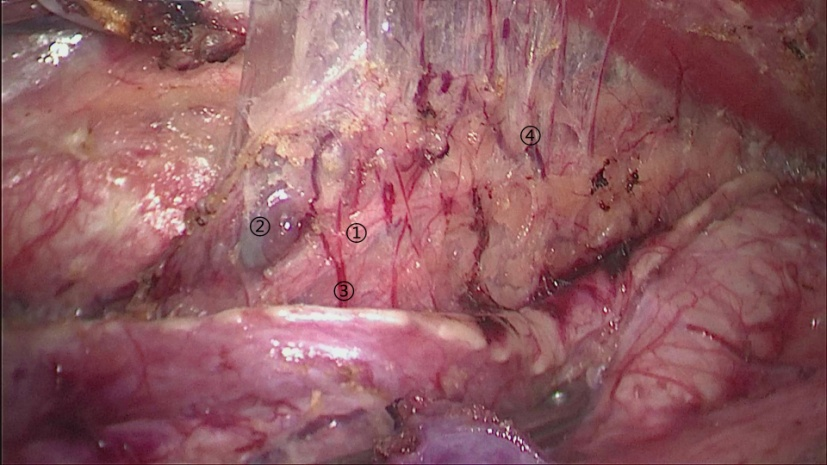 ④
②
①
③